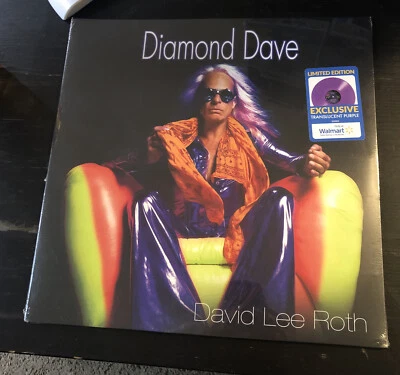 Diamond Dave
LIMITED EDITION
EXCLUSIVE
TRANSLUCENT PURPLE
Walmart
David Lee Roth